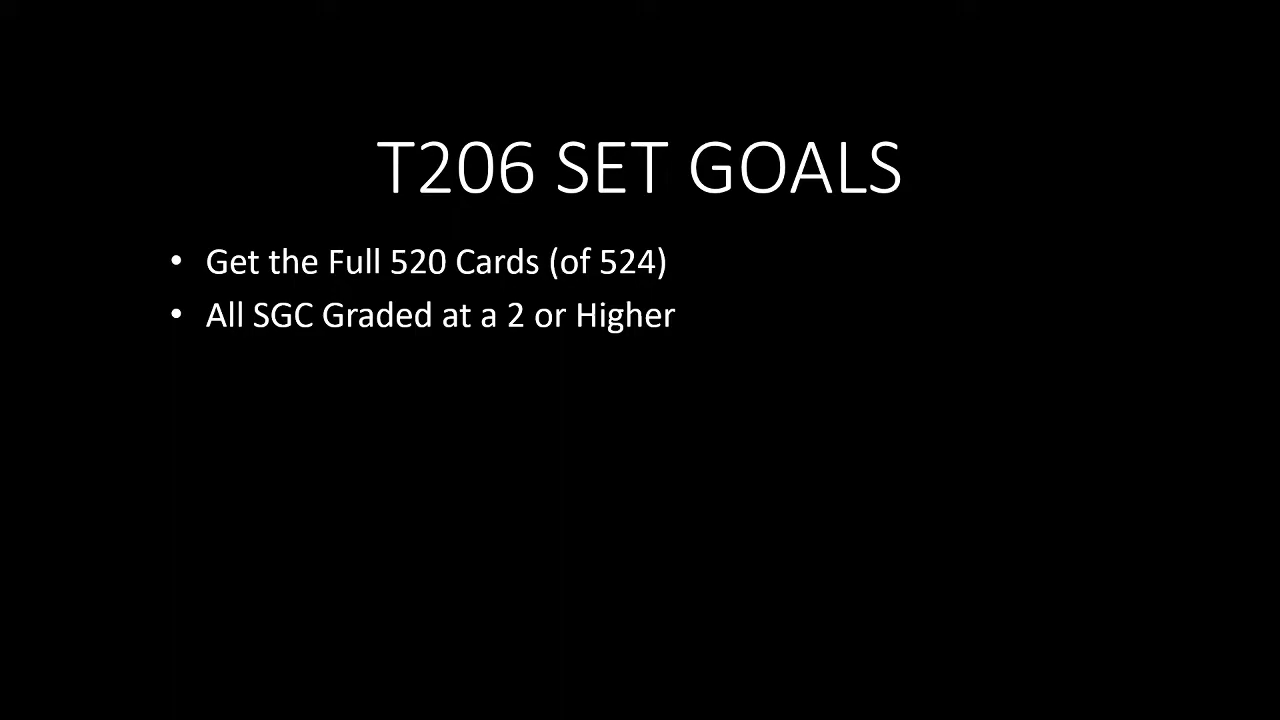 T206 SET GOALS
• Get the Full 520 Cards (of 524)
• All SGC Graded at a 2 or Higher